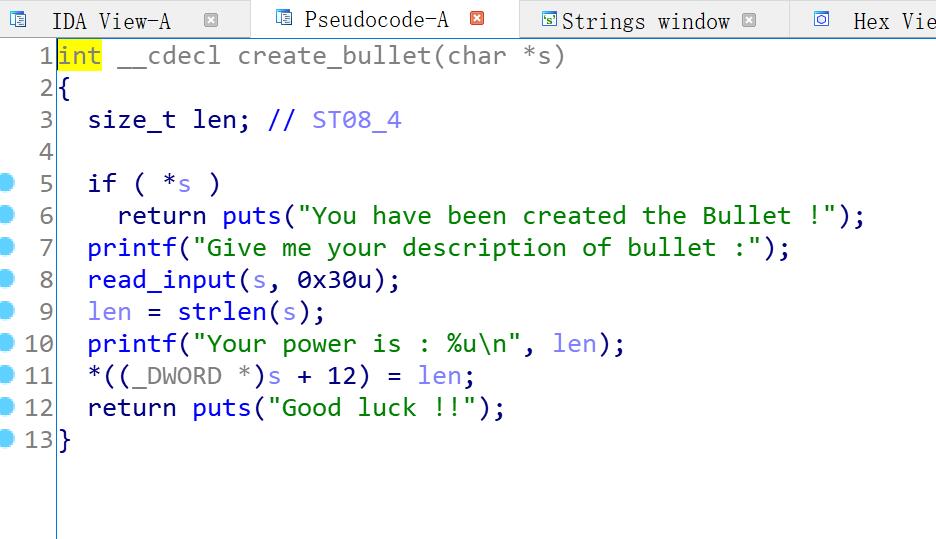 IDA View-A Pseudocode-A Strings window Hex Vie
1 int __cdecl create_bullet(char *s)
2 {
3   size_t len; // ST08_4
4
5   if ( *s )
6     return puts("You have been created the Bullet !");
7   printf("Give me your description of bullet :");
8   read_input(s, 0x30u);
9   len = strlen(s);
10   printf("Your power is : %u\n", len);
11   *((_DWORD *)s + 12) = len;
12   return puts("Good luck !!");
13 }